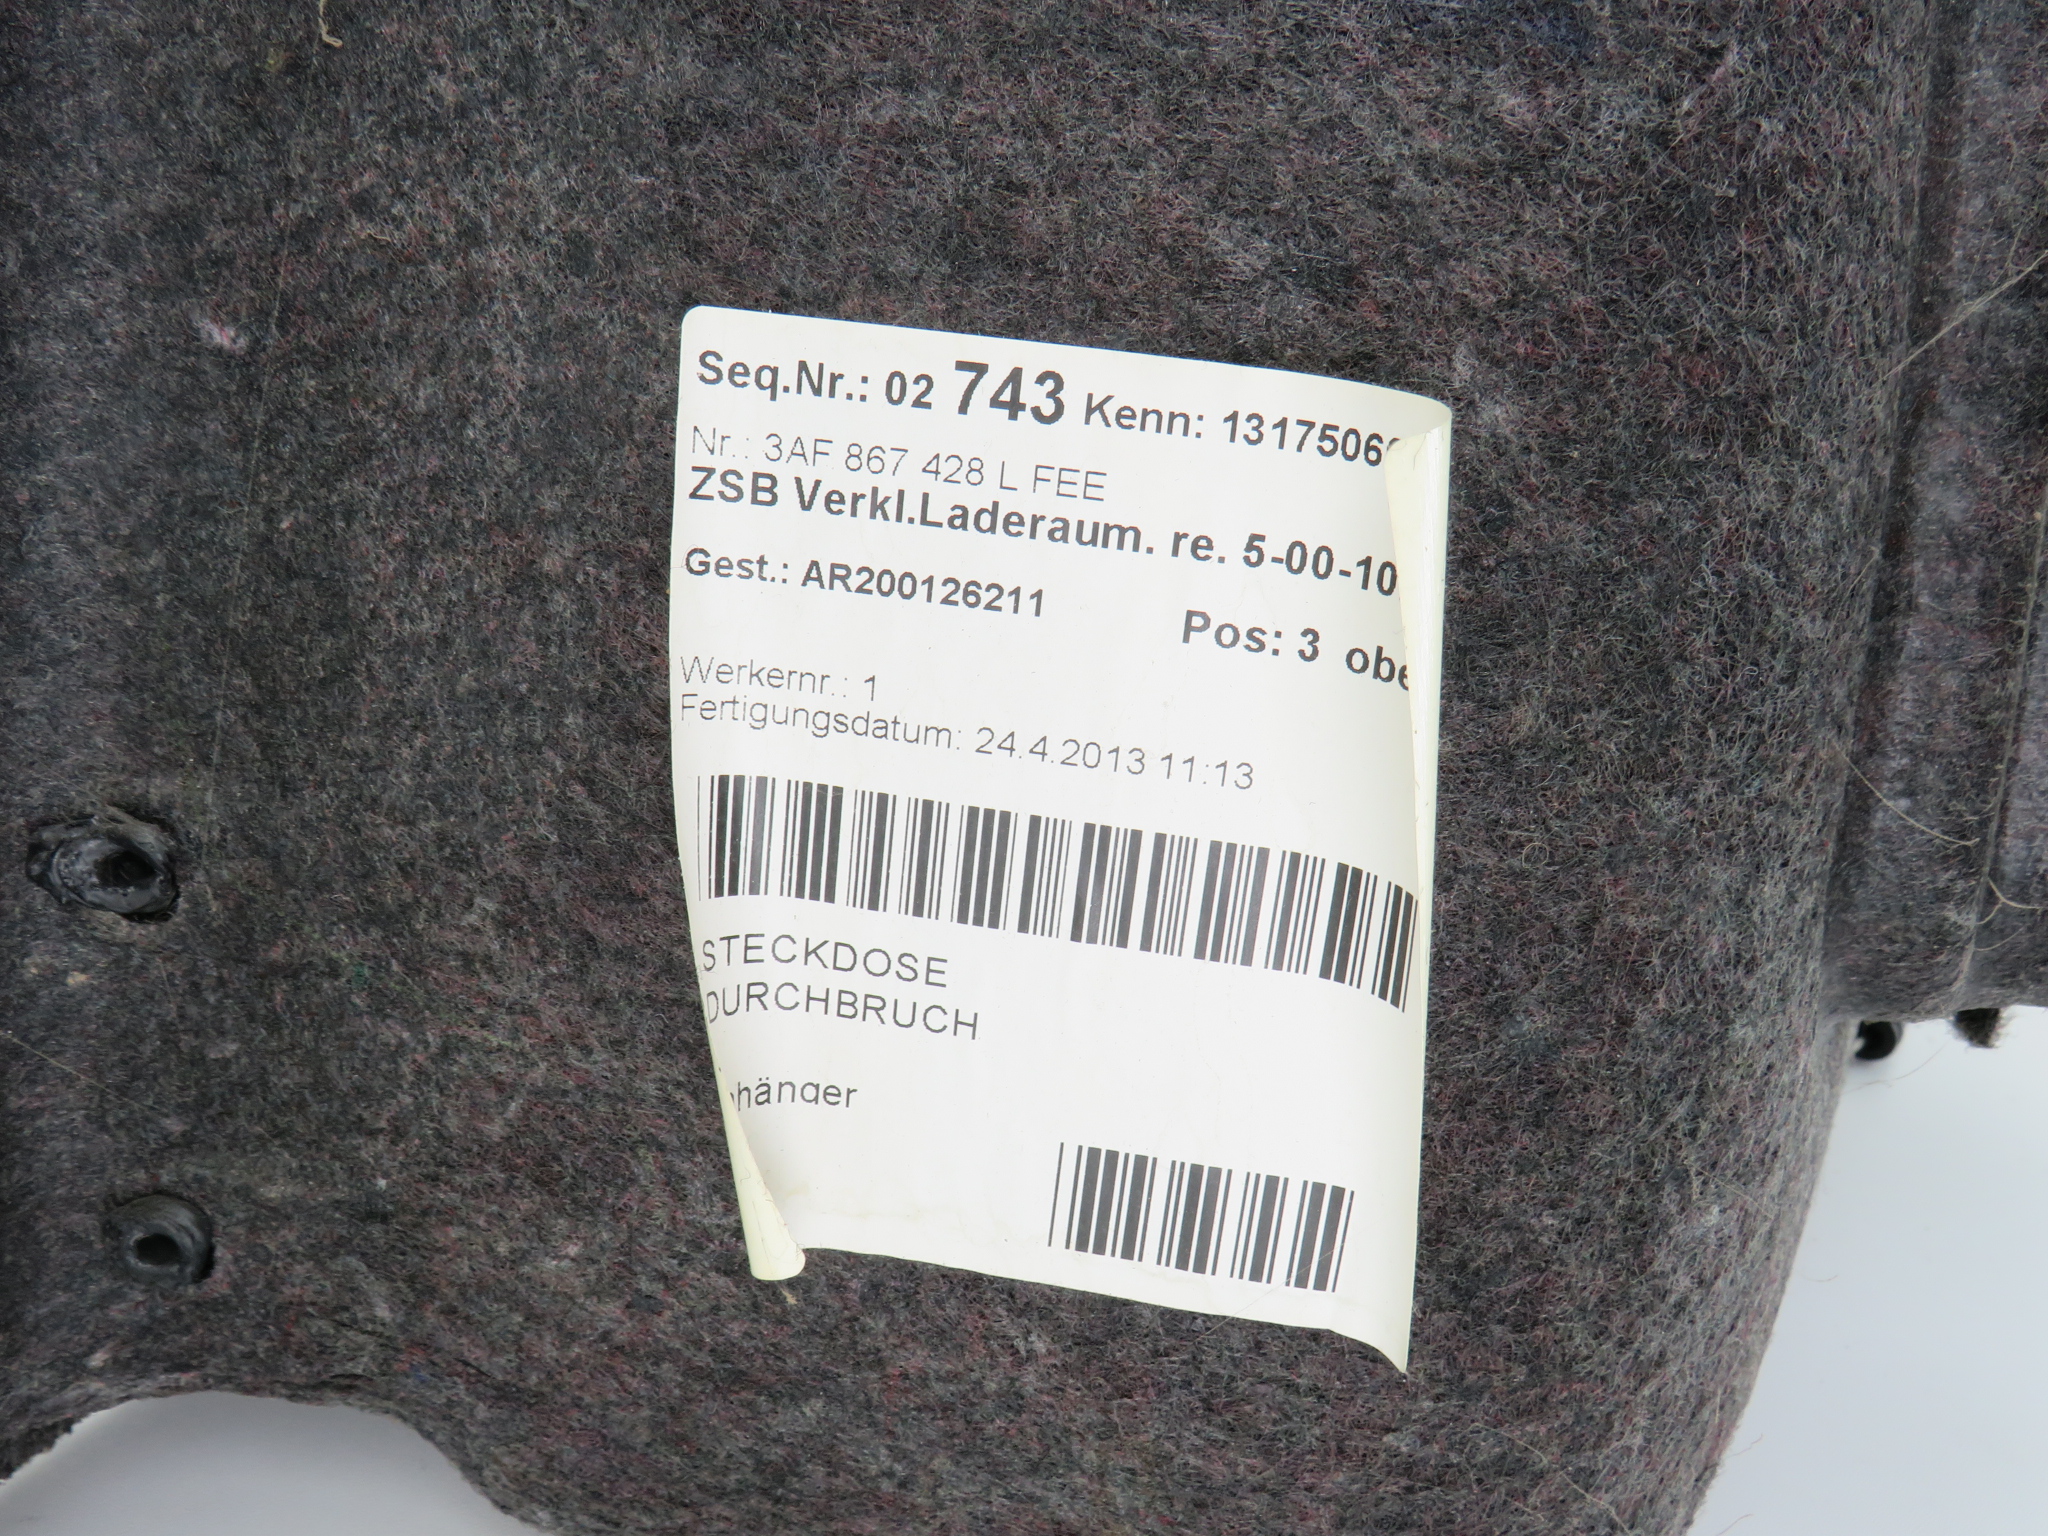 Seq.Nr.: 02 743 Kenn: 1317506
Nr.: 3AF 867 428 L FEE
ZSB Verkl.Laderaum. re. 5-00-10
Gest.: AR200126211
Pos: 3 obe
Werkernr.: 1
Fertigungsdatum: 24.4.2013 11:13
STECKDOSE
DURCHBRUCH
hänger